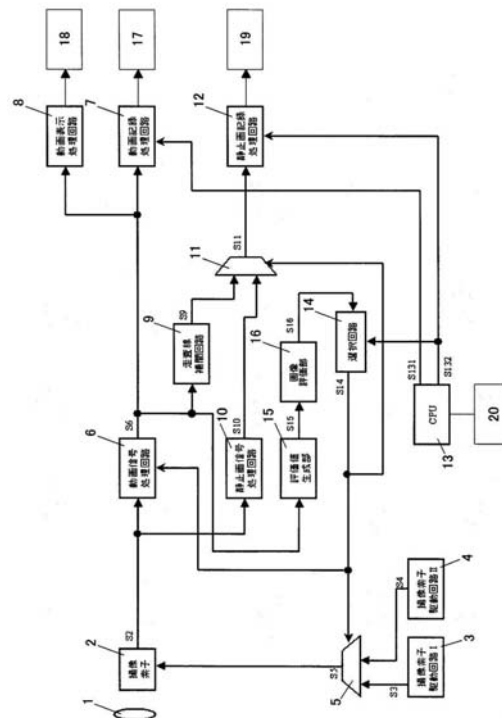 1
2
撮像
素子
S2
6
動画信号
処理回路
S6
8
動画表示
処理回路
18
7
動画記録
処理回路
17
9
走査線
補間回路
S9
10
静止画信号
処理回路
S10
11
S11
12
静止画記録
処理回路
19
15
評価値
生成部
S15
16
画像
評価部
S16
14
選択回路
S14
5
S5
S3
S4
3
撮像素子
駆動回路Ⅰ
4
撮像素子
駆動回路Ⅱ
13
CPU
S131
S132
20